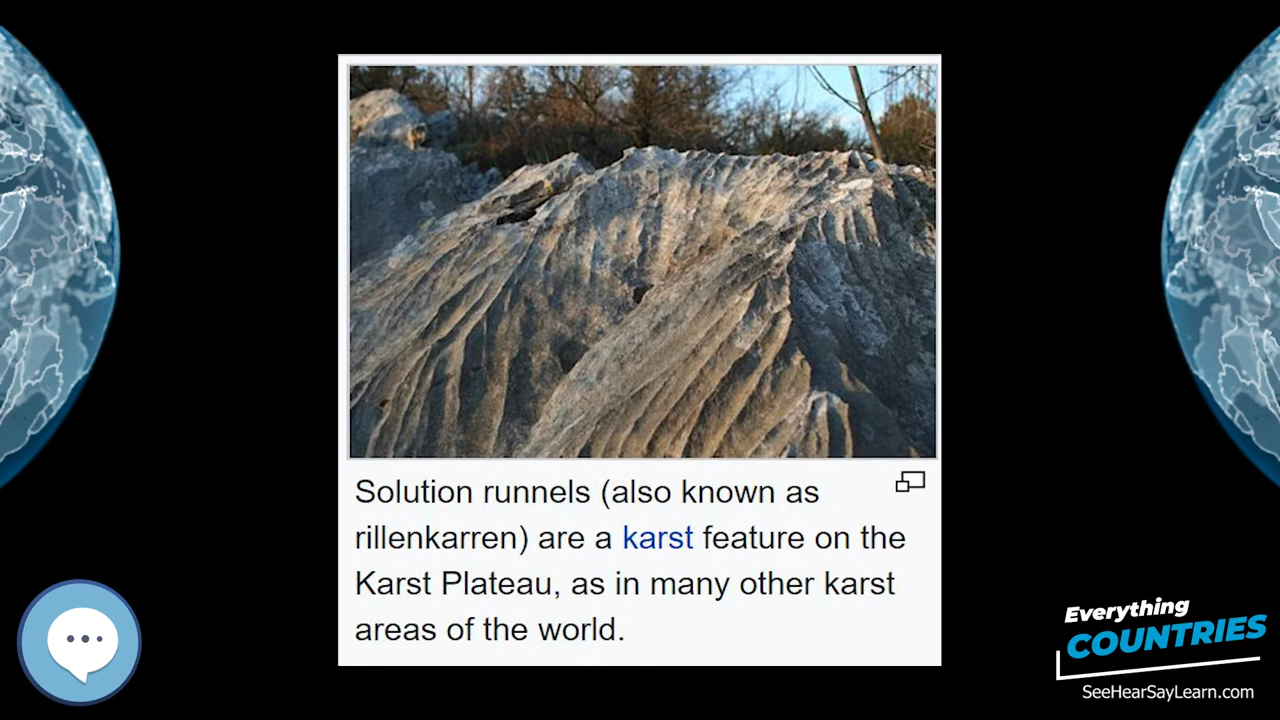 Solution runnels (also known as
rillenkarren) are a karst feature on the
Karst Plateau, as in many other karst
areas of the world.
Everything
COUNTRIES
SeeHearSayLearn.com